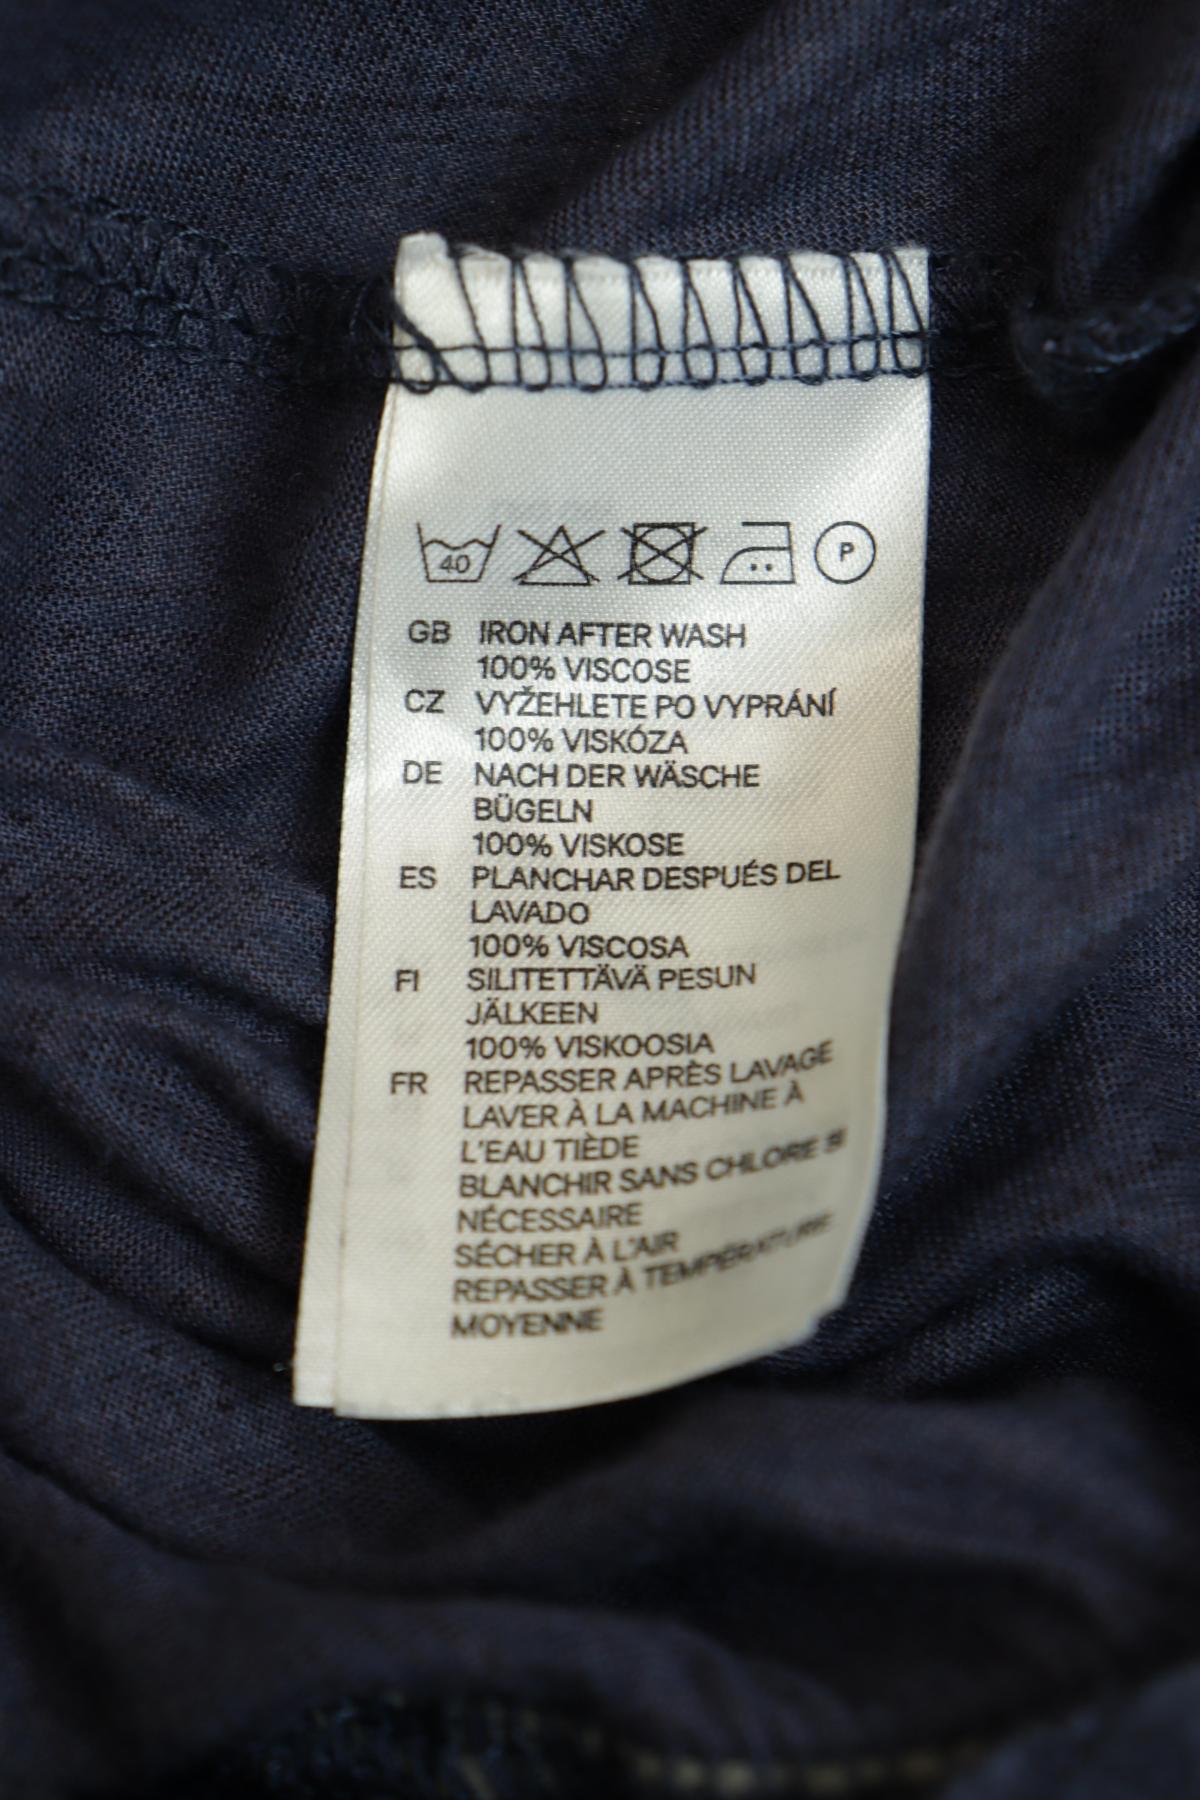 40 P
GB IRON AFTER WASH
100% VISCOSE
CZ VYŽEHLETE PO VYPRÁNÍ
100% VISKÓZA
DE NACH DER WÄSCHE
BÜGELN
100% VISKOSE
ES PLANCHAR DESPUÉS DEL
LAVADO
100% VISCOSA
FI SILITETTÄVÄ PESUN
JÄLKEEN
100% VISKOOSIA
FR REPASSER APRÈS LAVAGE
LAVER À LA MACHINE À
L'EAU TIÈDE
BLANCHIR SANS CHLORE SI
NÉCESSAIRE
SÉCHER À L'AIR
REPASSER À TEMPÉRATURE
MOYENNE